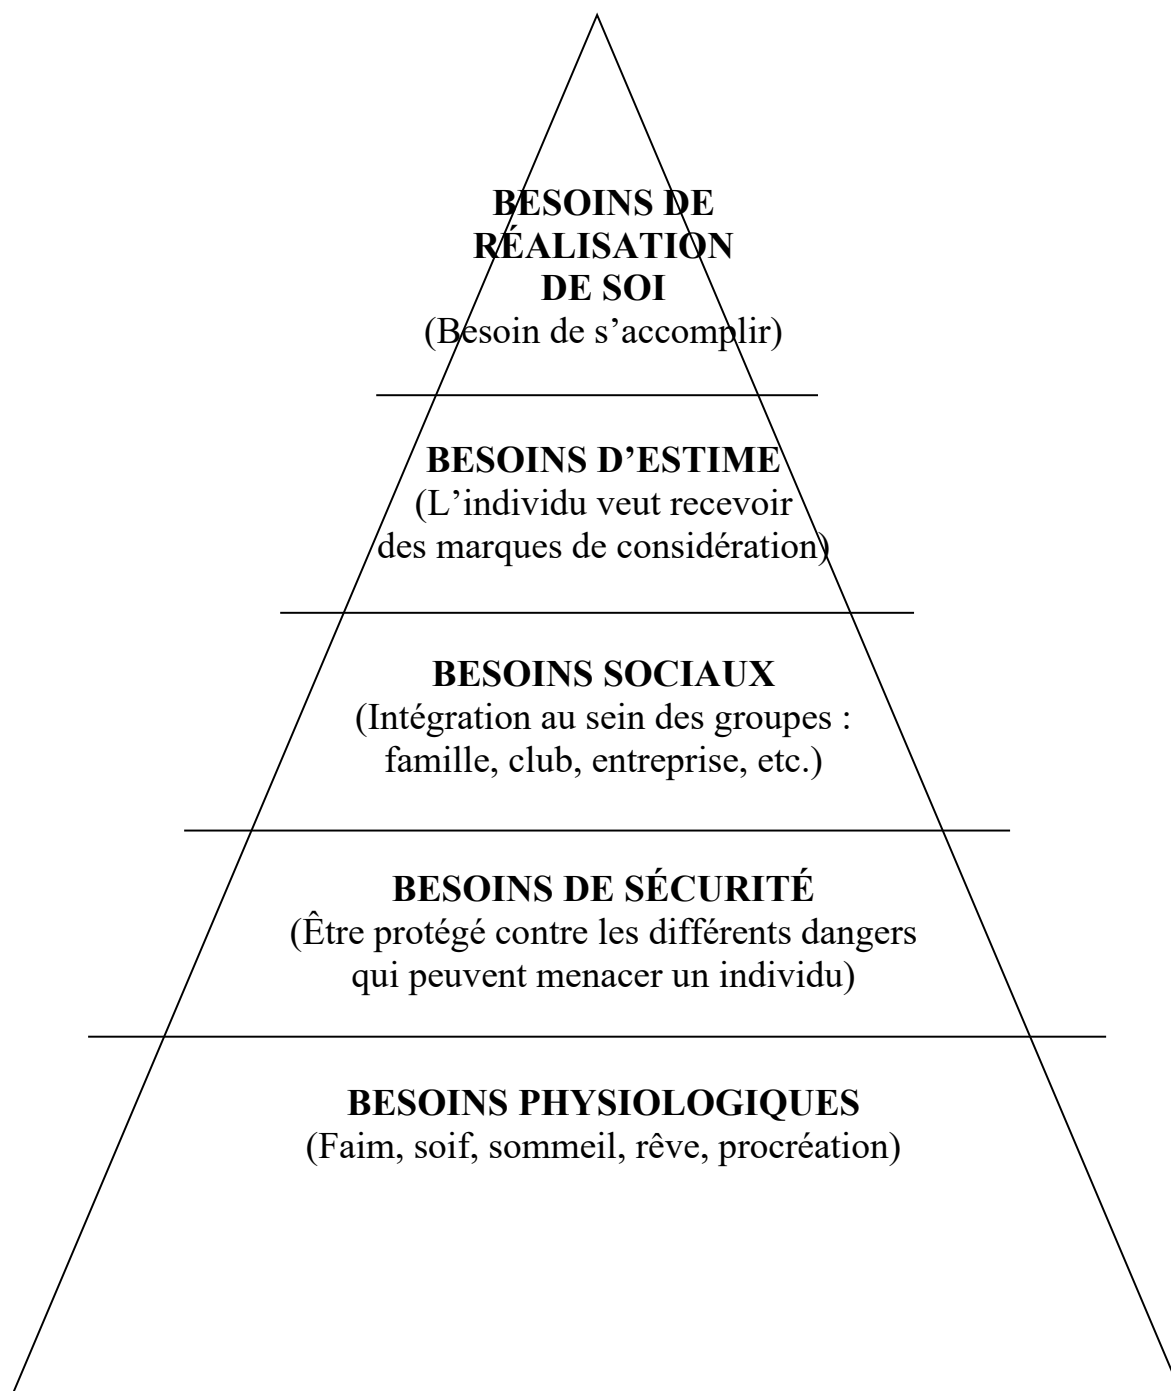 BESOINS DE
RÉALISATION
DE SOI
(Besoin de s’accomplir)
BESOINS D’ESTIME
(L’individu veut recevoir
des marques de considération)
BESOINS SOCIAUX
(Intégration au sein des groupes :
famille, club, entreprise, etc.)
BESOINS DE SÉCURITÉ
(Être protégé contre les différents dangers
qui peuvent menacer un individu)
BESOINS PHYSIOLOGIQUES
(Faim, soif, sommeil, rêve, procréation)